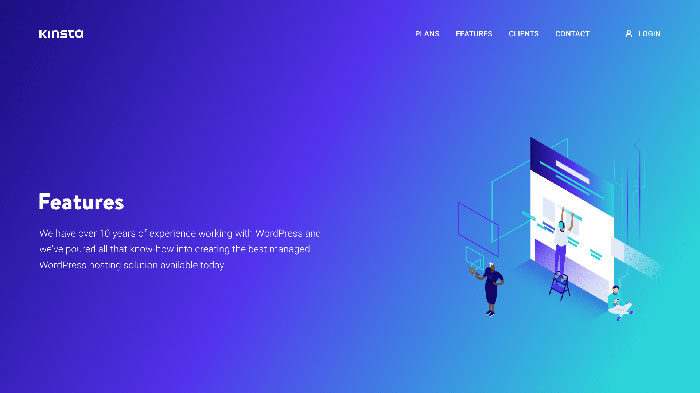 Kinsta
PLANS FEATURES CLIENTS CONTACT LOGIN
Features
We have over 10 years of experience working with WordPress and
we've poured all that know-how into creating the best managed
WordPress hosting solution available today.